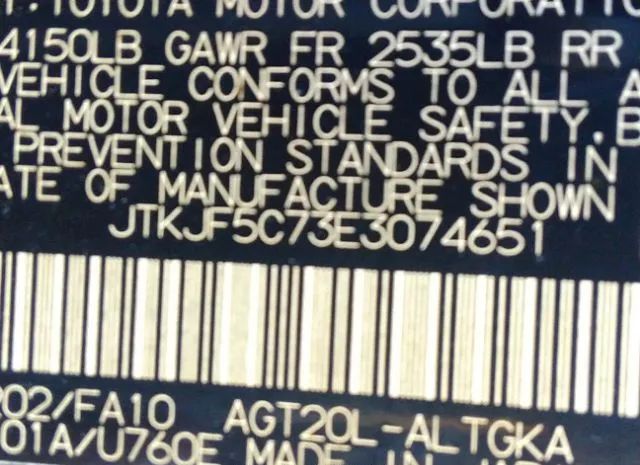 TOYOTA MOTOR CORPORATIO
4150LB GAWR FR 2535LB RR
VEHICLE CONFORMS TO ALL A
AL MOTOR VEHICLE SAFETY, B
PREVENTION STANDARDS IN
ATE OF MANUFACTURE SHOWN
JTKJF5C73E3074651
202/FA10 AGT20L-ALTGKA
01A/U760E MADE IN